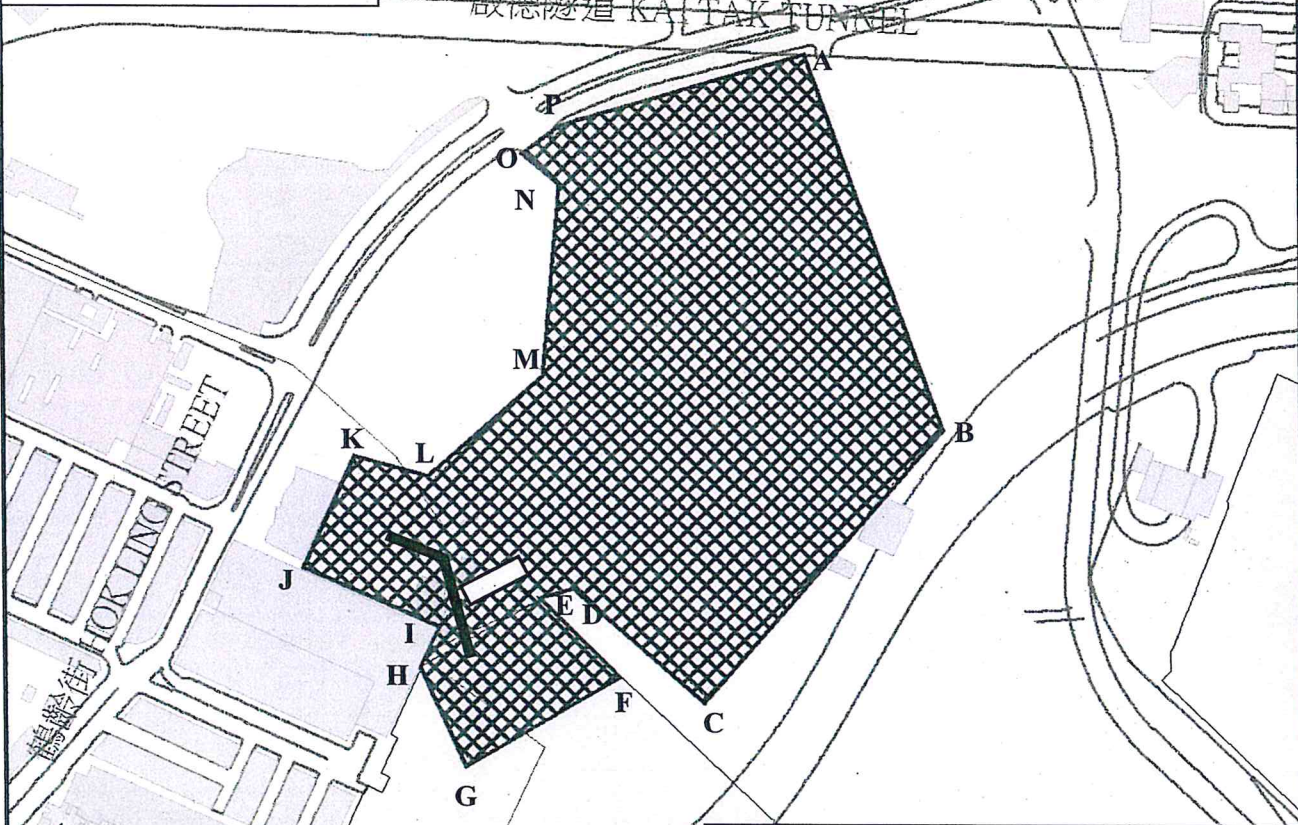 啟德隧道 KAI TAK TUNNEL
A
P
O
N
M
B
K
L
J
E
D
I
H
F
C
G
鶴齡街 HOK LING STREET